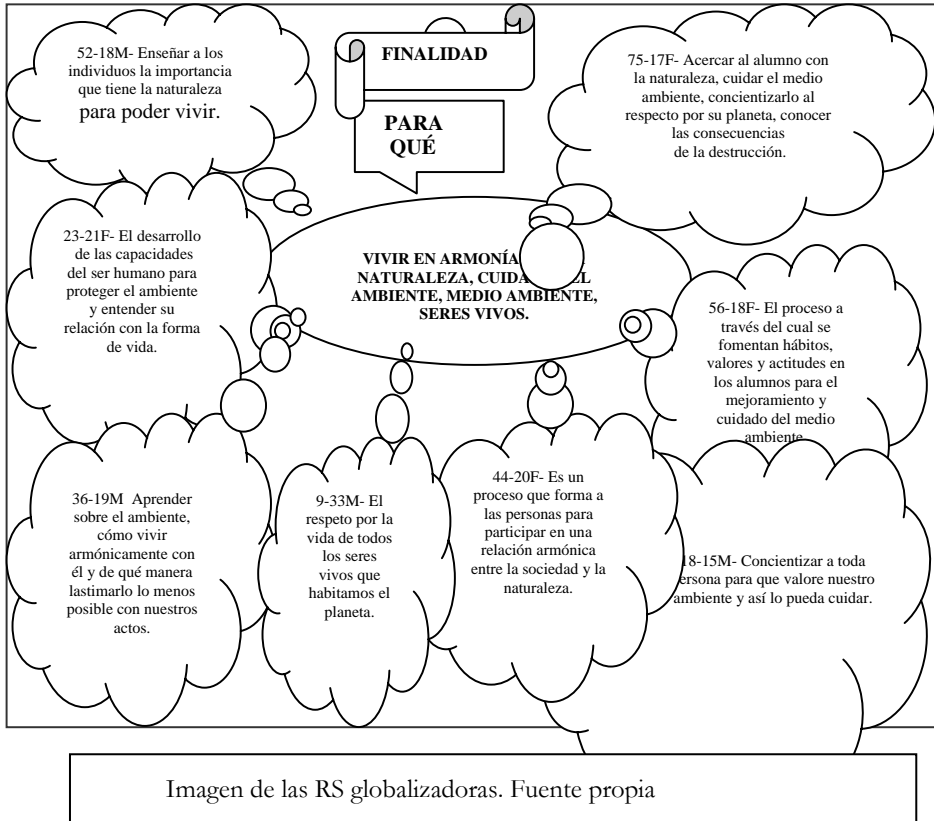 52-18M- Enseñar a los
individuos la importancia
que tiene la naturaleza
para poder vivir.
FINALIDAD
PARA
QUÉ
75-17F- Acercar al alumno con
la naturaleza, cuidar el medio
ambiente, concientizarlo al
respecto por su planeta, conocer
las consecuencias
de la destrucción.
23-21F- El desarrollo
de las capacidades
del ser humano para
proteger el ambiente
y entender su
relación con la forma
de vida.
VIVIR EN ARMONÍA
NATURALEZA,
AMBIENTE, MEDIO AMBIENTE,
SERES VIVOS.
56-18F- El proceso a
través del cual se
fomentan hábitos,
valores y actitudes en
los alumnos para el
mejoramiento y
cuidado del medio
ambiente
36-19M Aprender
sobre el ambiente,
cómo vivir
armónicamente con
él y de qué manera
lastimarlo lo menos
posible con nuestros
actos.
9-33M- El
respeto por la
vida de todos
los seres
vivos que
habitamos el
planeta.
44-20F- Es un
proceso que forma a
las personas para
participar en una
relación armónica
entre la sociedad y la
naturaleza.
18-15M- Concientizar a toda
persona para que valore nuestro
ambiente y así lo pueda cuidar.
Imagen de las RS globalizadoras. Fuente propia